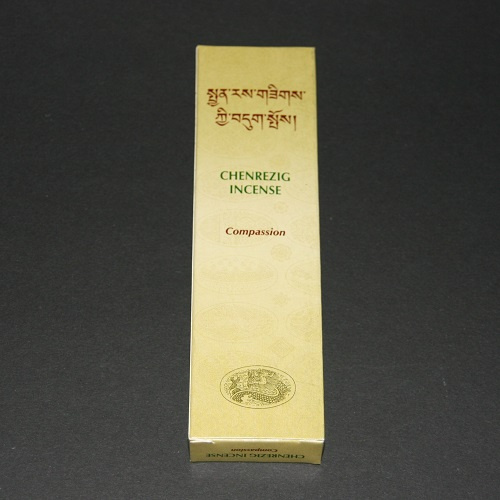 སྤྱན་རས་གཟིགས་
ཀྱི་བདུག་སྤོས།
CHENREZIG
INCENSE
Compassion
Compassion
CHENREZIG INCENSE